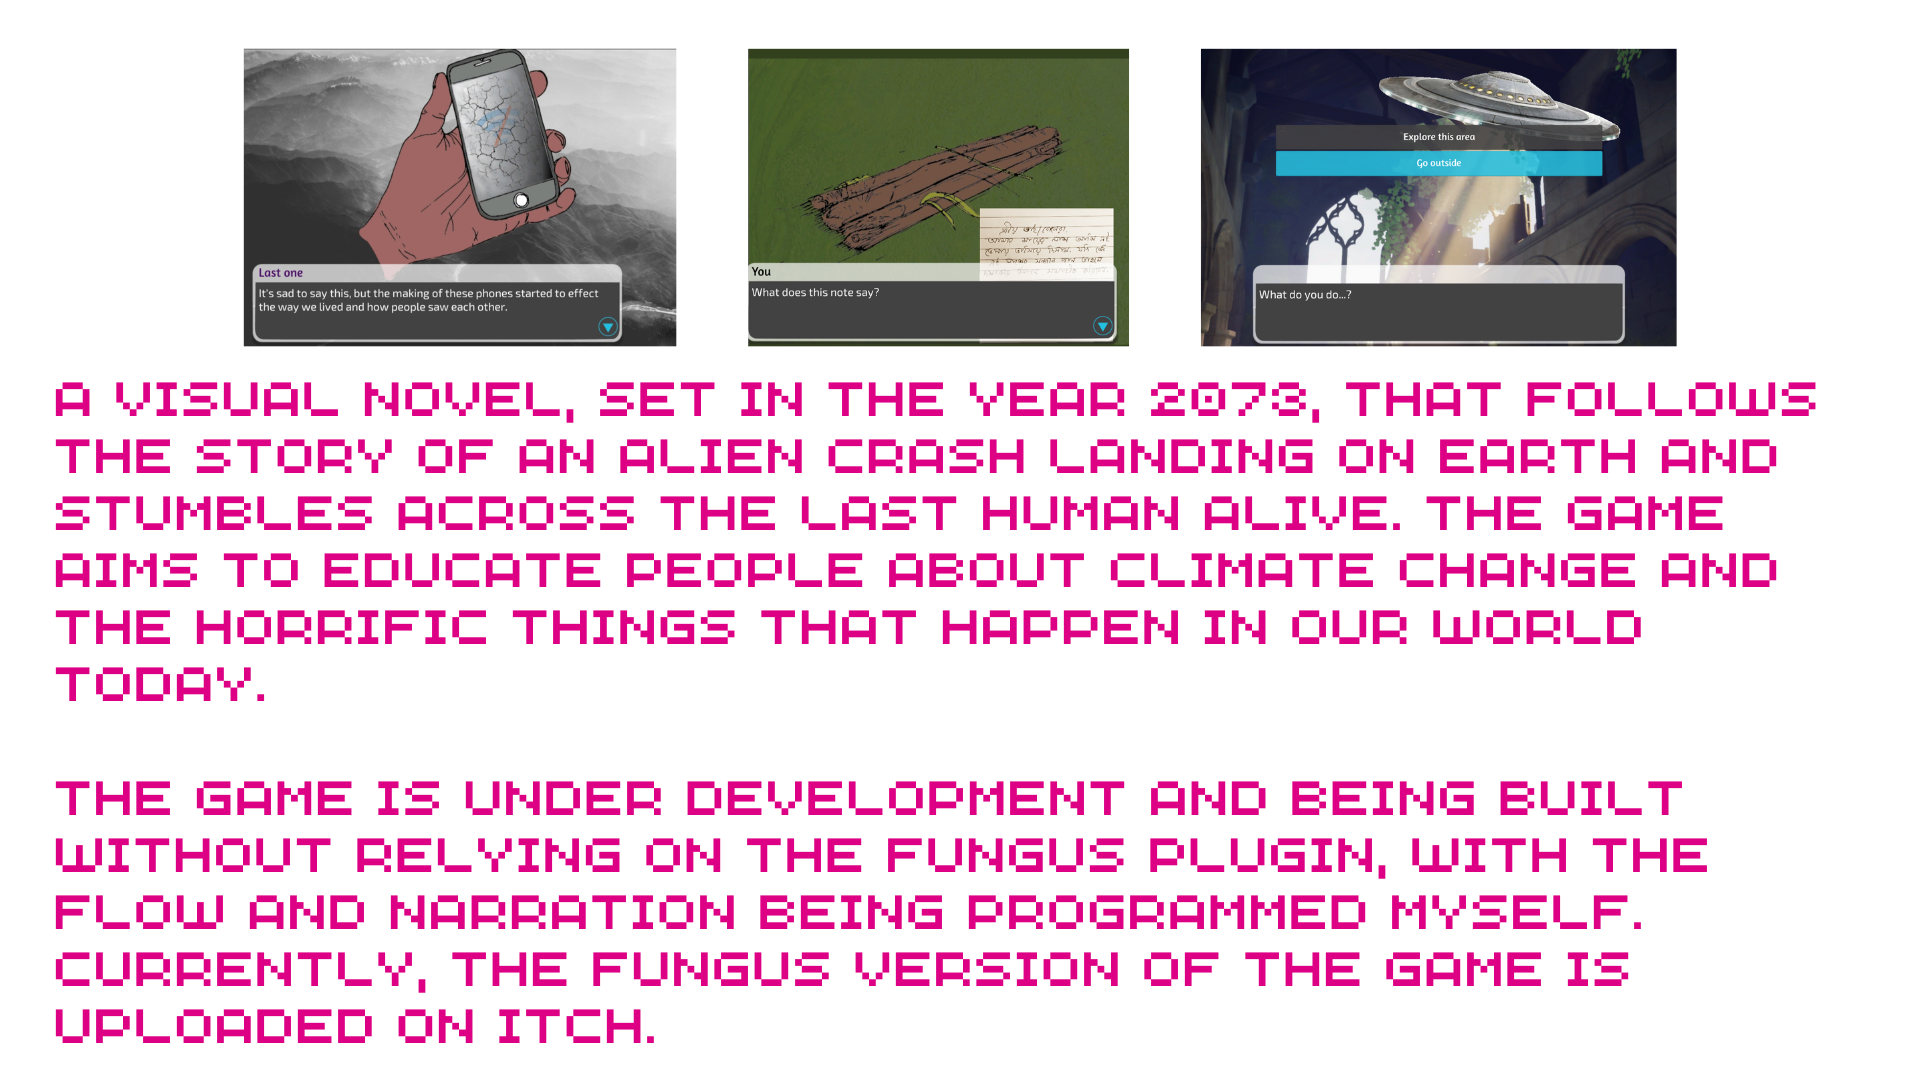 Last one
It's sad to say this, but the making of these phones started to effect
the way we lived and how people saw each other.
You
What does this note say?
Explore this area
Go outside
What do you do...?
A VISUAL NOVEL, SET IN THE YEAR 2073, THAT FOLLOWS
THE STORY OF AN ALIEN CRASH LANDING ON EARTH AND
STUMBLES ACROSS THE LAST HUMAN ALIVE. THE GAME
AIMS TO EDUCATE PEOPLE ABOUT CLIMATE CHANGE AND
THE HORRIFIC THINGS THAT HAPPEN IN OUR WORLD
TODAY.
THE GAME IS UNDER DEVELOPMENT AND BEING BUILT
WITHOUT RELYING ON THE FUNGUS PLUGIN, WITH THE
FLOW AND NARRATION BEING PROGRAMMED MYSELF.
CURRENTLY, THE FUNGUS VERSION OF THE GAME IS
UPLOADED ON ITCH.